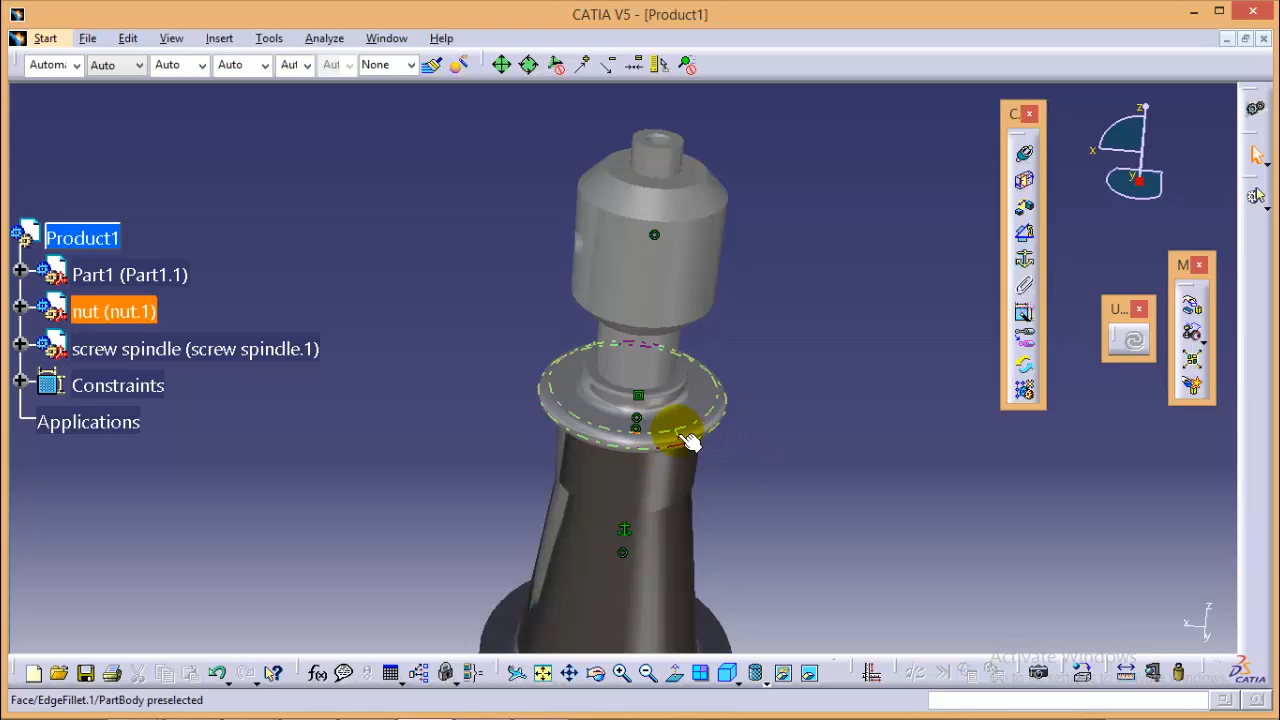 CATIA V5 - [Product1]
Start File Edit View Insert Tools Analyze Window Help
Automa Auto Auto Auto Aut Aut None
C.
z
x
y
Product1
Part1 (Part1.1)
nut (nut.1)
screw spindle (screw spindle.1)
Constraints
Applications
M
U...
z
x
y
Activate Windows
f(x)
CATIA
Face/EdgeFillet.1/PartBody preselected